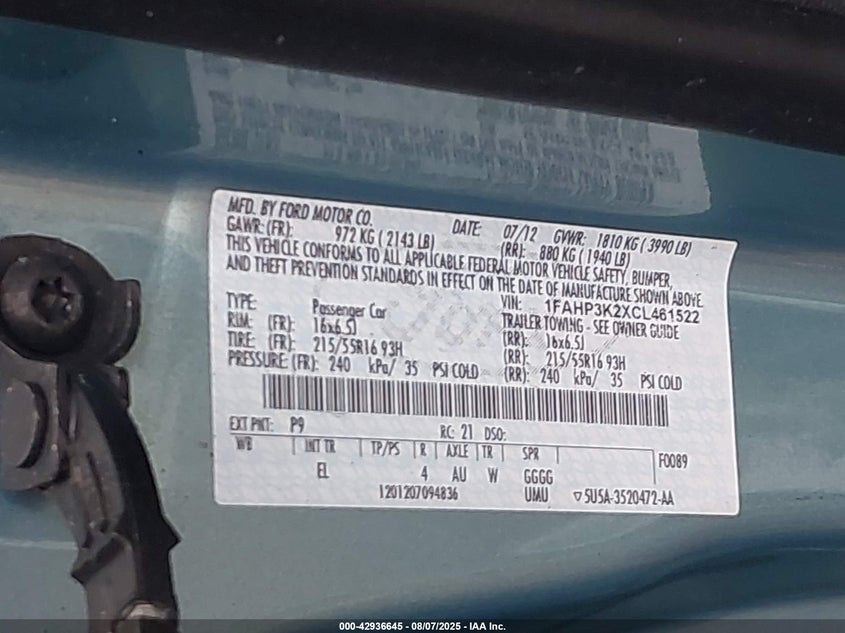 MFD. BY FORD MOTOR CO.
DATE: 07/12 GVWR: 1810 KG ( 3990 LB)
GAWR: (FR): 972 KG ( 2143 LB) (RR): 880 KG ( 1940 LB)
THIS VEHICLE CONFORMS TO ALL APPLICABLE FEDERAL MOTOR VEHICLE SAFETY, BUMPER,
AND THEFT PREVENTION STANDARDS IN EFFECT ON THE DATE OF MANUFACTURE SHOWN ABOVE.
VIN: 1FAHP3K2XCL461522
TYPE: Passenger Car TRAILER TOWING - SEE OWNER GUIDE
RIM: (FR): 16x6.5J (RR): 16x6.5J
TIRE: (FR): 215/55R16 93H (RR): 215/55R16 93H
PRESSURE: (FR): 240 kPa/ 35 PSI COLD (RR): 240 kPa/ 35 PSI COLD
EXT PNT: P9 RC: 21 DSO:
WB INT TR TP/PS R AXLE TR SPR F0089
EL 4 AU W GGGG
1201207094836 UMU ▽5U5A-3520472-AA
000-42936645 - 08/07/2025 - IAA Inc.